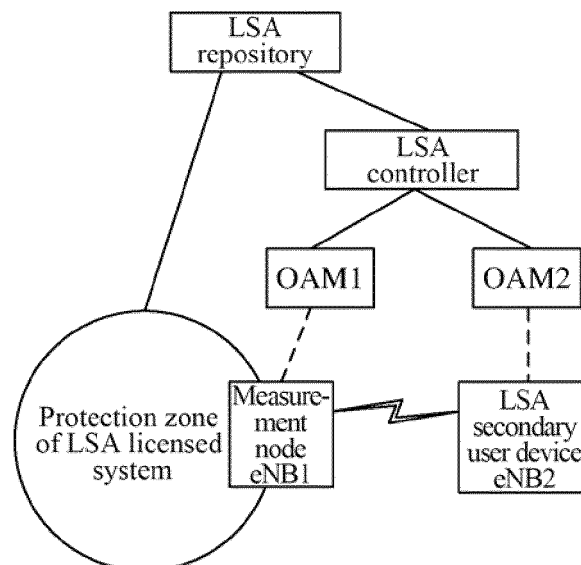 LSA
repository
LSA
controller
OAM1
OAM2
Protection zone
of LSA licensed
system
Measure-
ment
node
eNB1
LSA
secondary
user device
eNB2